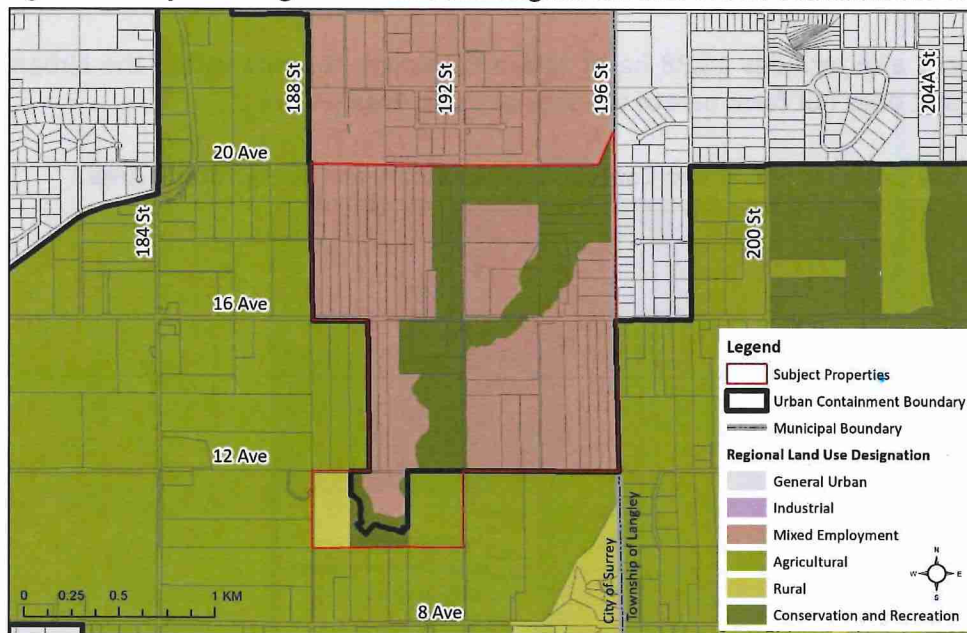 188 St
192 St
196 St
204A St
20 Ave
184 St
200 St
16 Ave
12 Ave
8 Ave
City of Surrey
Township of Langley
0 0.25 0.5 1 KM
Legend
Subject Properties
Urban Containment Boundary
Municipal Boundary
Regional Land Use Designation
General Urban
Industrial
Mixed Employment
Agricultural
Rural
Conservation and Recreation
N
W E
S